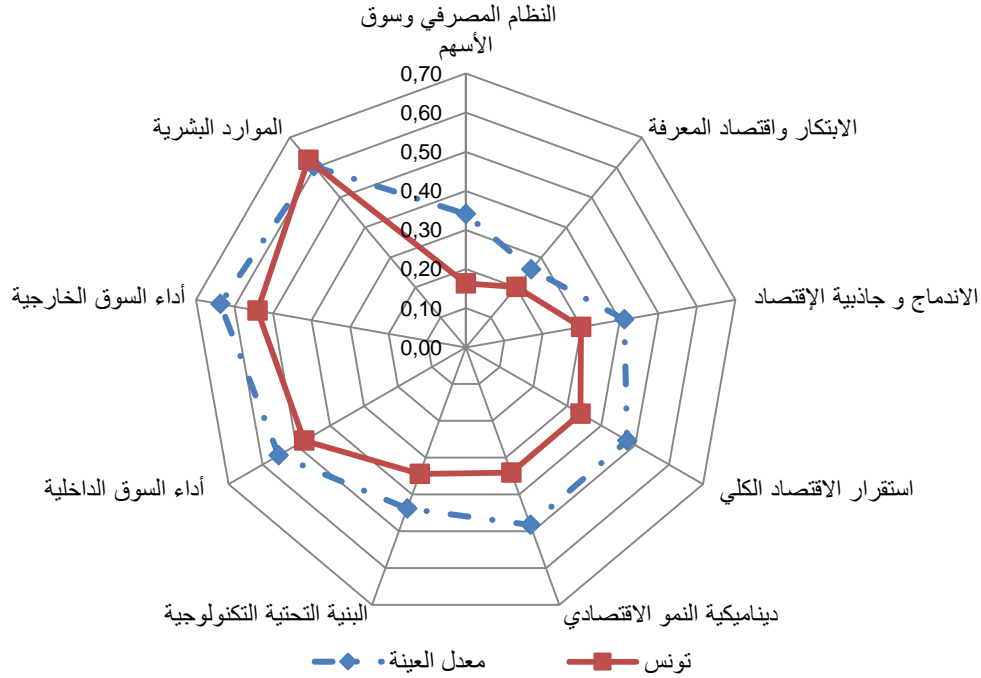 النظام المصرفي وسوق
الأسهم
0,70
0,60
0,50
0,40
0,30
0,20
0,10
0,00
الموارد البشرية
الابتكار واقتصاد المعرفة
أداء السوق الخارجية
الاندماج و جاذبية الإقتصاد
أداء السوق الداخلية
استقرار الاقتصاد الكلي
البنية التحتية التكنولوجية
ديناميكية النمو الاقتصادي
معدل العينة
تونس